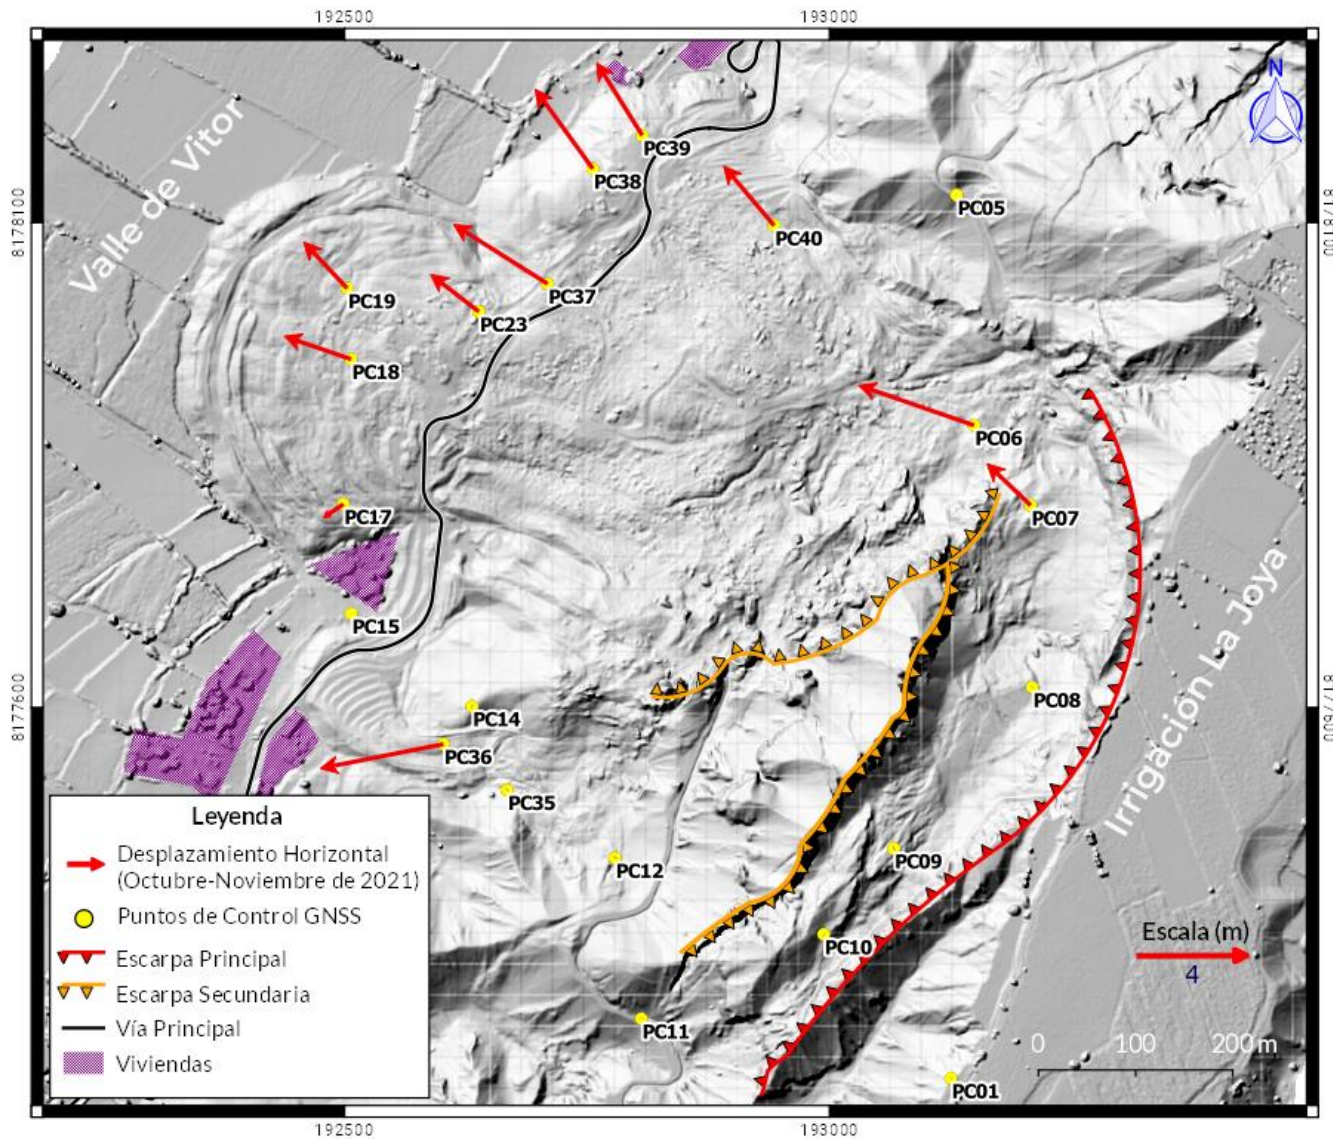 192500
193000
N
Valle de Vitor
8178100
8178100
PC39
PC38
PC05
PC40
PC19
PC37
PC23
PC18
PC06
PC07
PC17
PC15
Irrigación La Joya
PC08
8177600
8177600
PC14
PC36
PC35
PC12
PC09
PC10
PC11
PC01
Leyenda
Desplazamiento Horizontal
(Octubre-Noviembre de 2021)
Puntos de Control GNSS
Escarpa Principal
Escarpa Secundaria
Vía Principal
Viviendas
Escala (m)
4
0 100 200 m
192500
193000